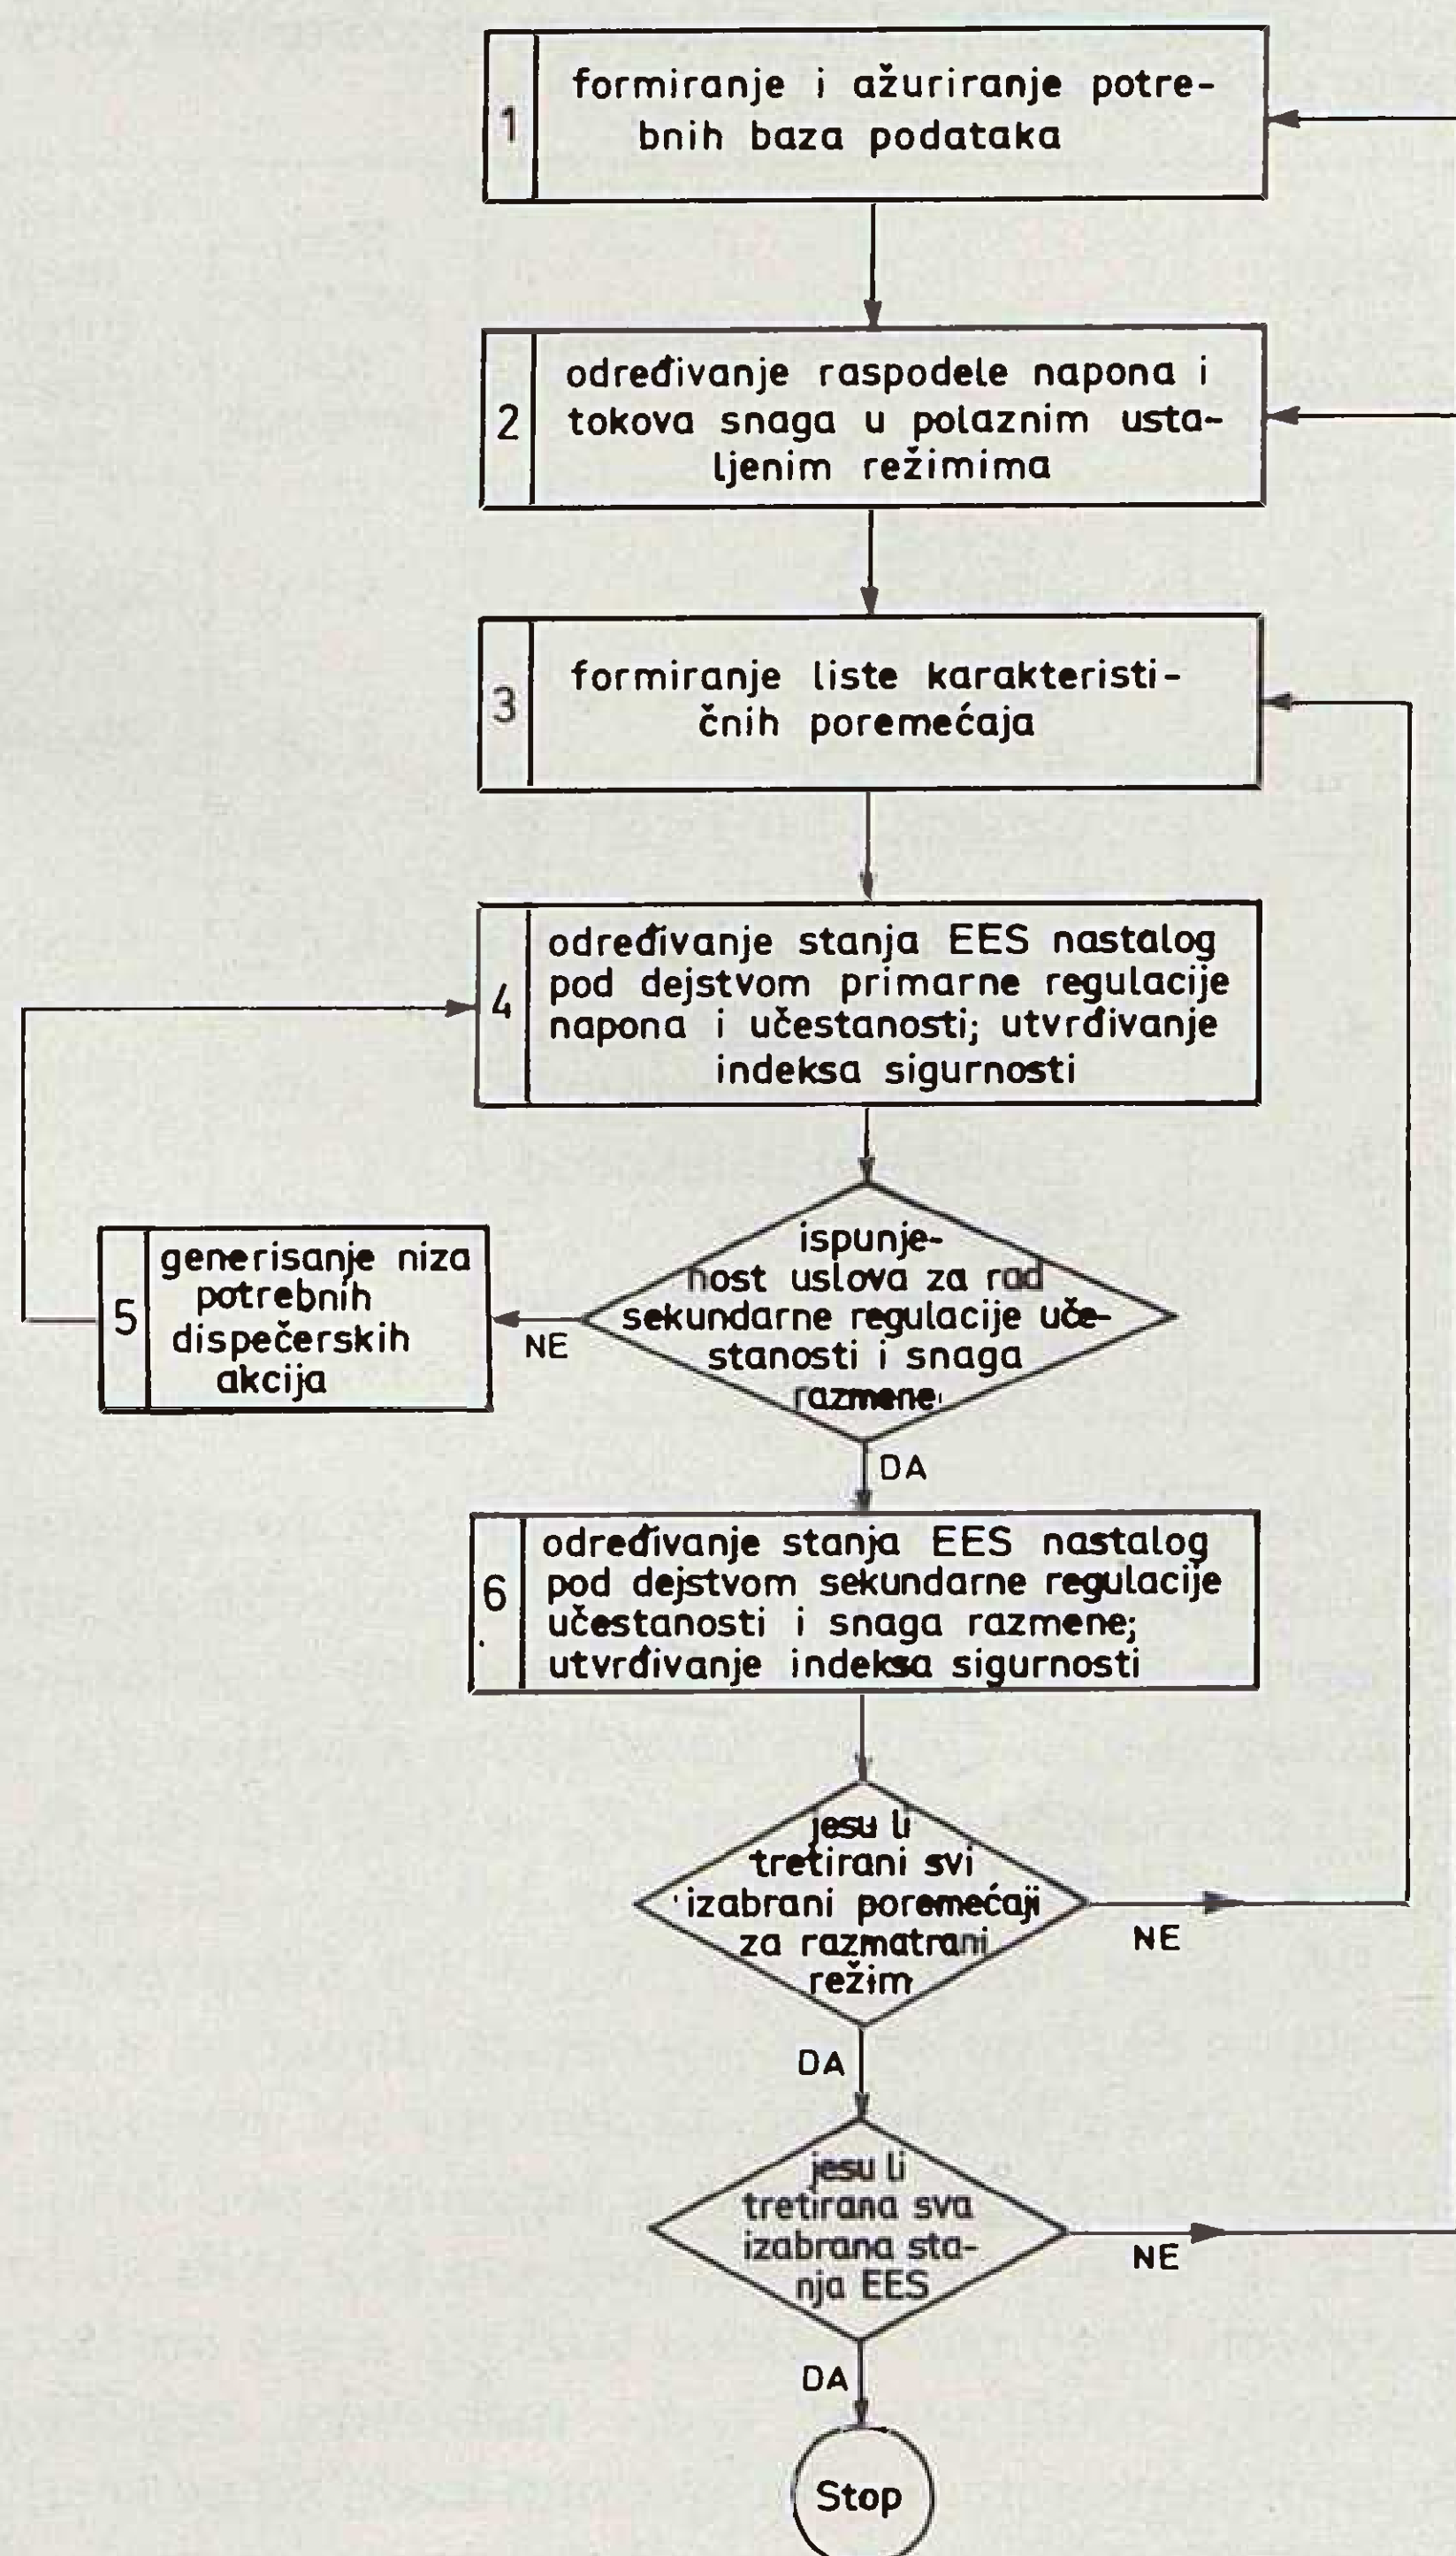 1
formiranje i ažuriranje potre-
bnih baza podataka
2
određivanje raspodele napona i
tokova snaga u polaznim usta-
ljenim režimima
3
formiranje liste karakteristi-
čnih poremećaja
4
određivanje stanja EES nastalog
pod dejstvom primarne regulacije
napona i učestanosti; utvrđivanje
indeksa sigurnosti
ispunje-
nost uslova za rad
sekundarne regulacije uče-
stanosti i snaga
razmene
NE
5
generisanje niza
potrebnih
dispečerskih
akcija
DA
6
određivanje stanja EES nastalog
pod dejstvom sekundarne regulacije
učestanosti i snaga razmene;
utvrđivanje indeksa sigurnosti
jesu li
tretirani svi
izabrani poremećaji
za razmatrani
režim
NE
DA
jesu li
tretirana sva
izabrana sta-
nja EES
NE
DA
Stop